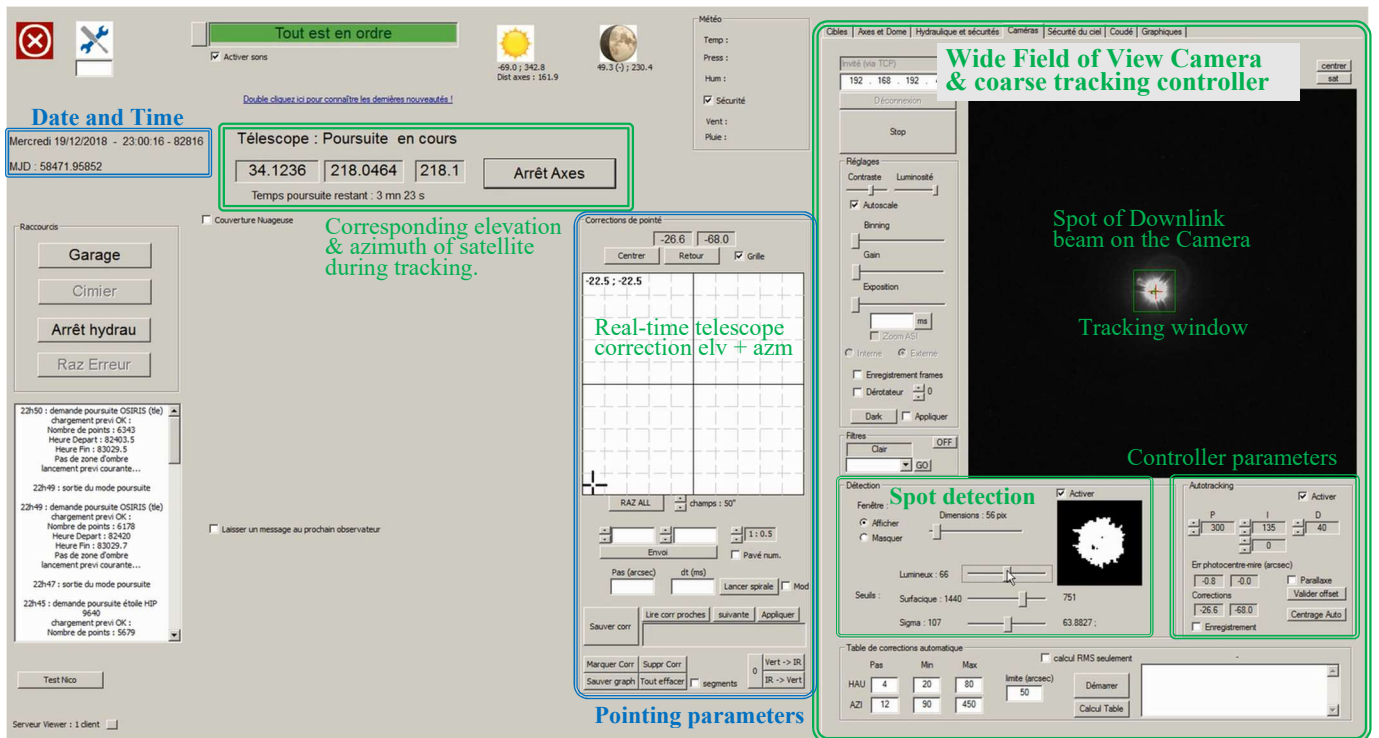 Tout est en ordre
Activer sons
-69.0 ; 342.8
Dist axes : 161.9
49.3 (-) ; 230.4
Double cliquez ici pour connaître les dernières nouveautés !
Météo
Temp :
Press :
Hum :
Sécurité
Vent :
Pluie :
Date and Time
Mercredi 19/12/2018 - 23:00:16 - 82816
MJD : 58471.95852
Télescope : Poursuite en cours
34.1236 218.0464 218.1 Arrêt Axes
Temps poursuite restant : 3 mn 23 s
Couverture Nuageuse
Corresponding elevation
& azimuth of satellite
during tracking.
Raccourcis
Garage
Cimier
Arrêt hydrau
Raz Erreur
22h50 : demande poursuite OSIRIS (tle)
chargement previ OK :
Nombre de points : 6343
Heure Depart : 82403.5
Heure Fin : 83029.5
Pas de zone d'ombre
lancement previ courante...
22h49 : sortie du mode poursuite
22h49 : demande poursuite OSIRIS (tle)
chargement previ OK :
Nombre de points : 6178
Heure Depart : 82420
Heure Fin : 83029.7
Pas de zone d'ombre
lancement previ courante...
22h47 : sortie du mode poursuite
22h45 : demande poursuite étoile HIP
9640
chargement previ OK :
Nombre de points : 5679
Laisser un message au prochain observateur
Test Nico
Serveur Viewer : 1 client
Corrections de pointé
-26.6 -68.0
Centrer Retour Grille
-22.5 ; -22.5
Real-time telescope
correction elv + azm
RAZ ALL champs : 50"
1 : 0.5
Envoi Pavé num.
Pas (arcsec) dt (ms)
Lancer spirale Mod
Sauver corr Lire corr proches suivante Appliquer
Marquer Corr Suppr Corr 0 Vert -> IR
Sauver graph Tout effacer segments IR -> Vert
Pointing parameters
Cibles Axes et Dome Hydraulique et sécurités Caméras Sécurité du ciel Coudé Graphiques
Wide Field of View Camera
& coarse tracking controller
Invité (via TCP)
192 . 168 . 192 .
centrer
sat
Déconnexion
Stop
Réglages
Contraste Luminosité
Autoscale
Binning
Gain
Exposition
ms
Zoom ASI
Interne Externe
Enregistrement frames
Dérotateur 0
Dark Appliquer
Filtres
Clair OFF
GO
Spot of Downlink
beam on the Camera
Tracking window
Controller parameters
Détection
Spot detection
Activer
Fenêtre :
Dimensions : 56 pix
Afficher
Masquer
Lumineux : 66
Seuils : Surfacique : 1440 751
Sigma : 107 63.8827 ;
Autotracking
Activer
P I D
300 135 40
0
Err photocentre-mire (arcsec)
-0.8 -0.0 Parallaxe
Corrections Valider offset
-26.6 -68.0 Centrage Auto
Enregistrement
Table de corrections automatique
calcul RMS seulement -
Pas Min Max
HAU 4 20 80
limite (arcsec)
50
Démarrer
AZI 12 90 450
Calcul Table